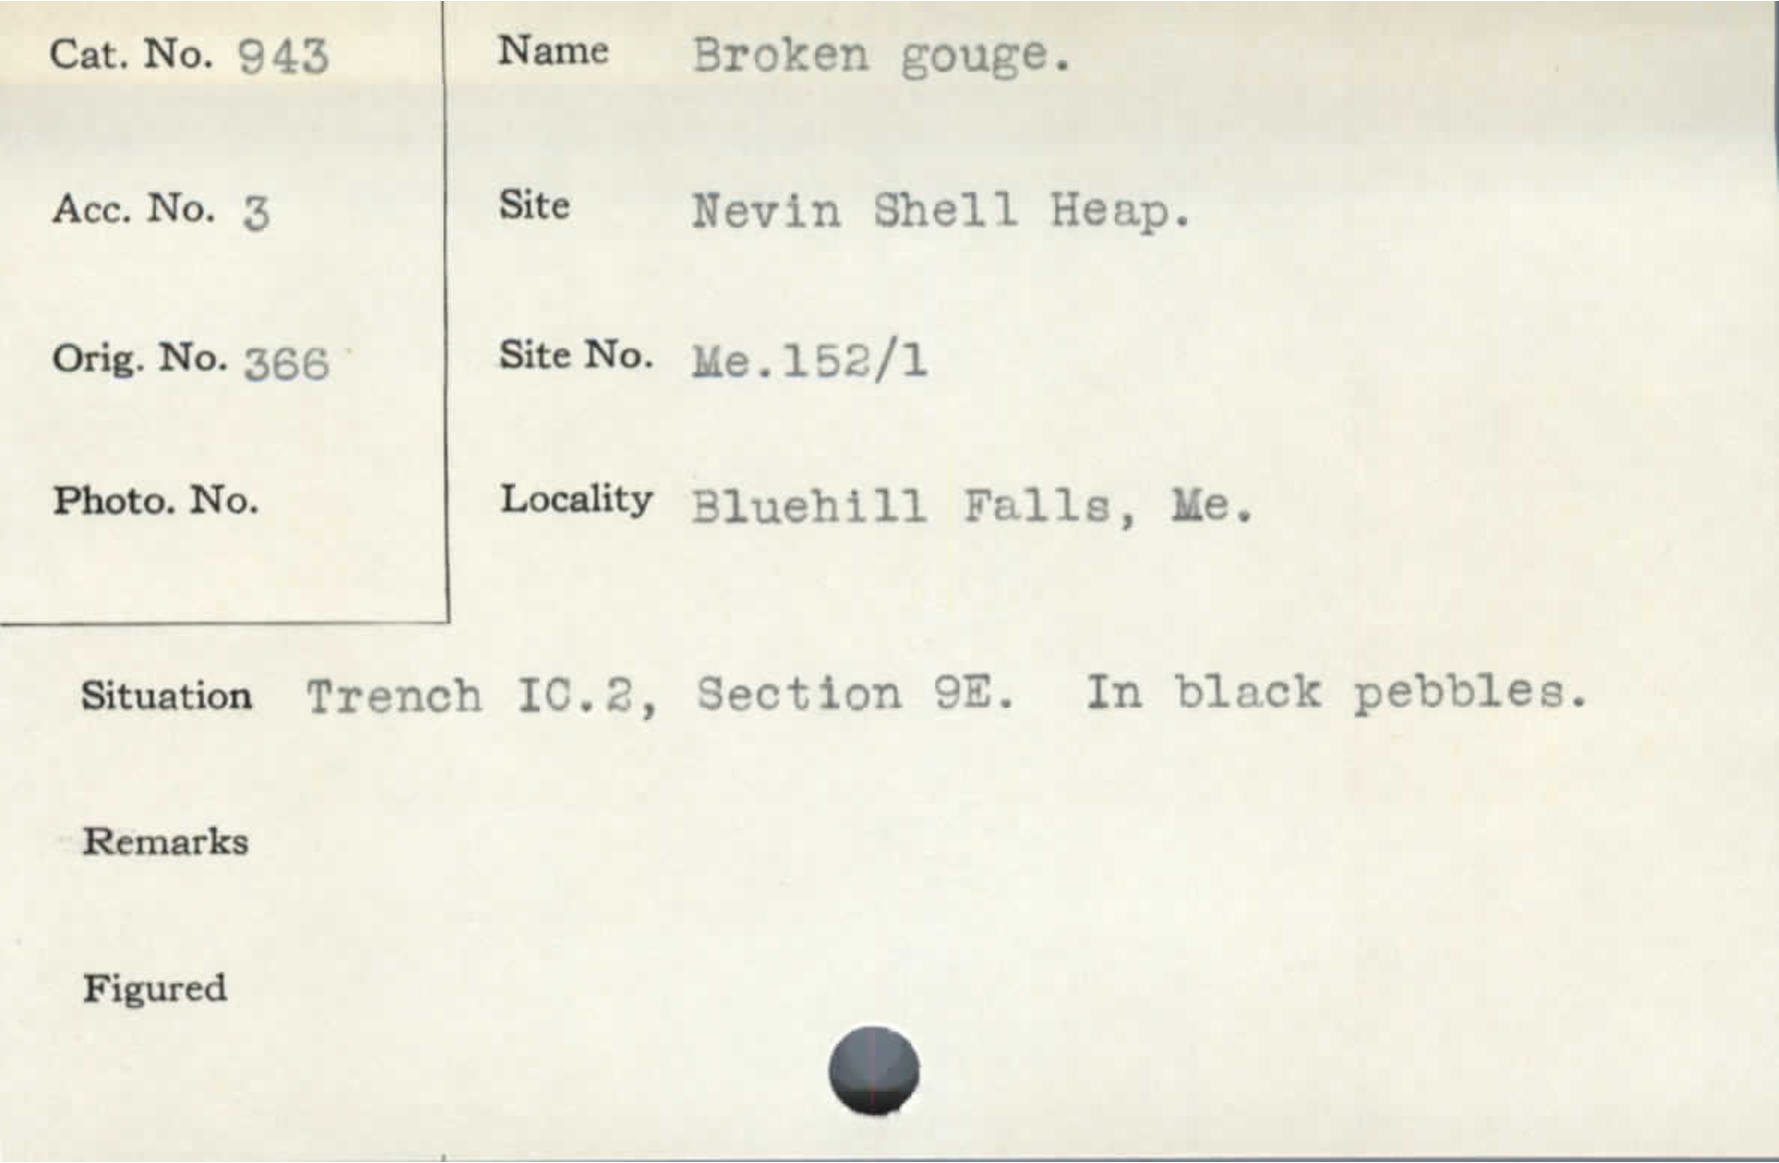 Cat. No. 943
Name Broken gouge.
Acc. No. 3
Site Nevin Shell Heap.
Orig. No. 366
Site No. Me.152/1
Photo. No.
Locality Bluehill Falls, Me.
Situation Trench IC.2, Section 9E. In black pebbles.
Remarks
Figured